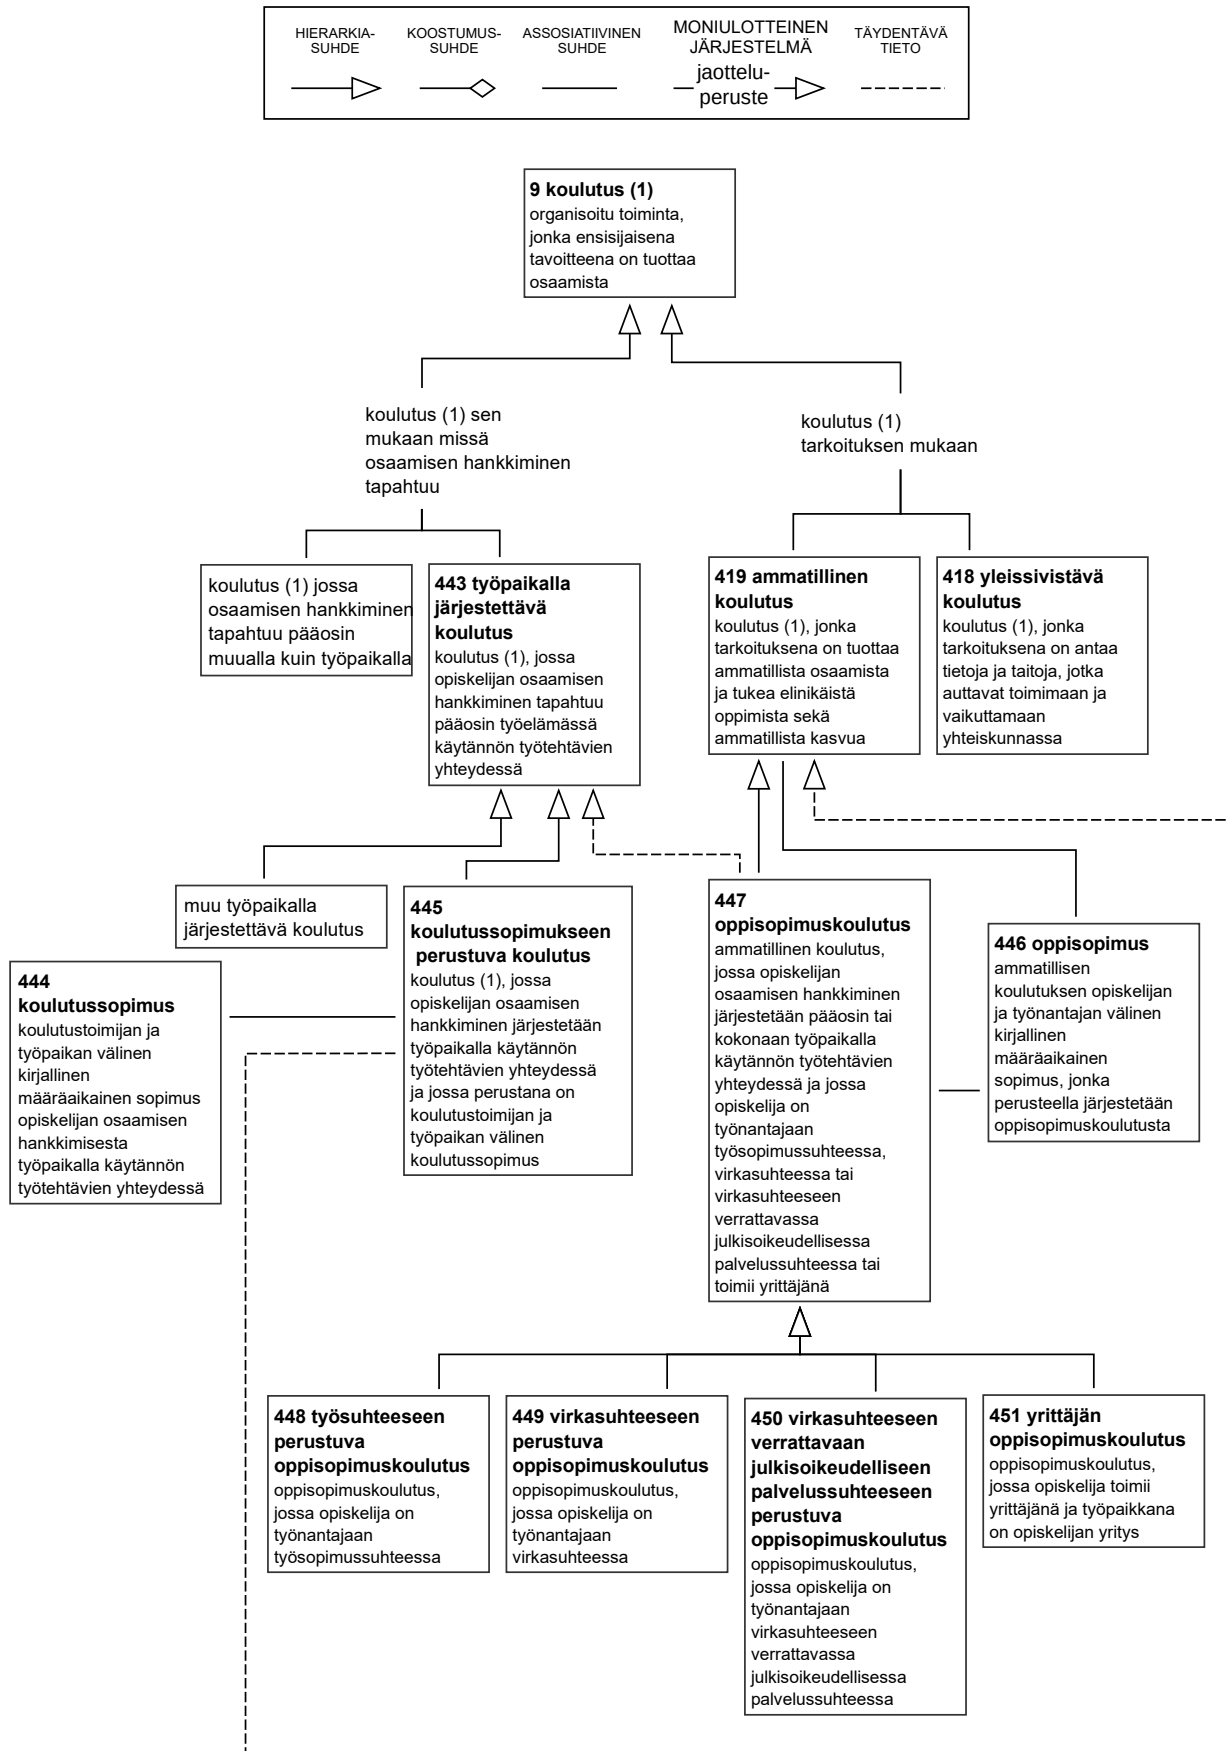 HIERARKIA-
SUHDE
KOOSTUMUS-
SUHDE
ASSOSIATIIVINEN
SUHDE
MONIULOTTEINEN
JÄRJESTELMÄ
jaottelu-
peruste
TÄYDENTÄVÄ
TIETO
9 koulutus (1)
organisoitu toiminta,
jonka ensisijaisena
tavoitteena on tuottaa
osaamista
koulutus (1) sen
mukaan missä
osaamisen hankkiminen
tapahtuu
koulutus (1)
tarkoituksen mukaan
koulutus (1) jossa
osaamisen hankkiminen
tapahtuu pääosin
muualla kuin työpaikalla
443 työpaikalla
järjestettävä
koulutus
koulutus (1), jossa
opiskelijan osaamisen
hankkiminen tapahtuu
pääosin työelämässä
käytännön työtehtävien
yhteydessä
419 ammatillinen
koulutus
koulutus (1), jonka
tarkoituksena on tuottaa
ammatillista osaamista
ja tukea elinikäistä
oppimista sekä
ammatillista kasvua
418 yleissivistävä
koulutus
koulutus (1), jonka
tarkoituksena on antaa
tietoja ja taitoja, jotka
auttavat toimimaan ja
vaikuttamaan
yhteiskunnassa
muu työpaikalla
järjestettävä koulutus
444
koulutussopimus
koulutustoimijan ja
työpaikan välinen
kirjallinen
määräaikainen sopimus
opiskelijan osaamisen
hankkimisesta
työpaikalla käytännön
työtehtävien yhteydessä
445
koulutussopimukseen
perustuva koulutus
koulutus (1), jossa
opiskelijan osaamisen
hankkiminen järjestetään
työpaikalla käytännön
työtehtävien yhteydessä
ja jossa perustana on
koulutustoimijan ja
työpaikan välinen
koulutussopimus
447
oppisopimuskoulutus
ammatillinen koulutus,
jossa opiskelijan
osaamisen hankkiminen
järjestetään pääosin tai
kokonaan työpaikalla
käytännön työtehtävien
yhteydessä ja jossa
opiskelija on
työnantajaan
työsopimussuhteessa,
virkasuhteessa tai
virkasuhteeseen
verrattavassa
julkisoikeudellisessa
palvelussuhteessa tai
toimii yrittäjänä
446 oppisopimus
ammatillisen
koulutuksen opiskelijan
ja työnantajan välinen
kirjallinen
määräaikainen
sopimus, jonka
perusteella järjestetään
oppisopimuskoulutusta
448 työsuhteeseen
perustuva
oppisopimuskoulutus
oppisopimuskoulutus,
jossa opiskelija on
työnantajaan
työsopimussuhteessa
449 virkasuhteeseen
perustuva
oppisopimuskoulutus
oppisopimuskoulutus,
jossa opiskelija on
työnantajaan
virkasuhteessa
450 virkasuhteeseen
verrattavaan
julkisoikeudelliseen
palvelussuhteeseen
perustuva
oppisopimuskoulutus
oppisopimuskoulutus,
jossa opiskelija on
työnantajaan
virkasuhteeseen
verrattavassa
julkisoikeudellisessa
palvelussuhteessa
451 yrittäjän
oppisopimuskoulutus
oppisopimuskoulutus,
jossa opiskelija toimii
yrittäjänä ja työpaikkana
on opiskelijan yritys